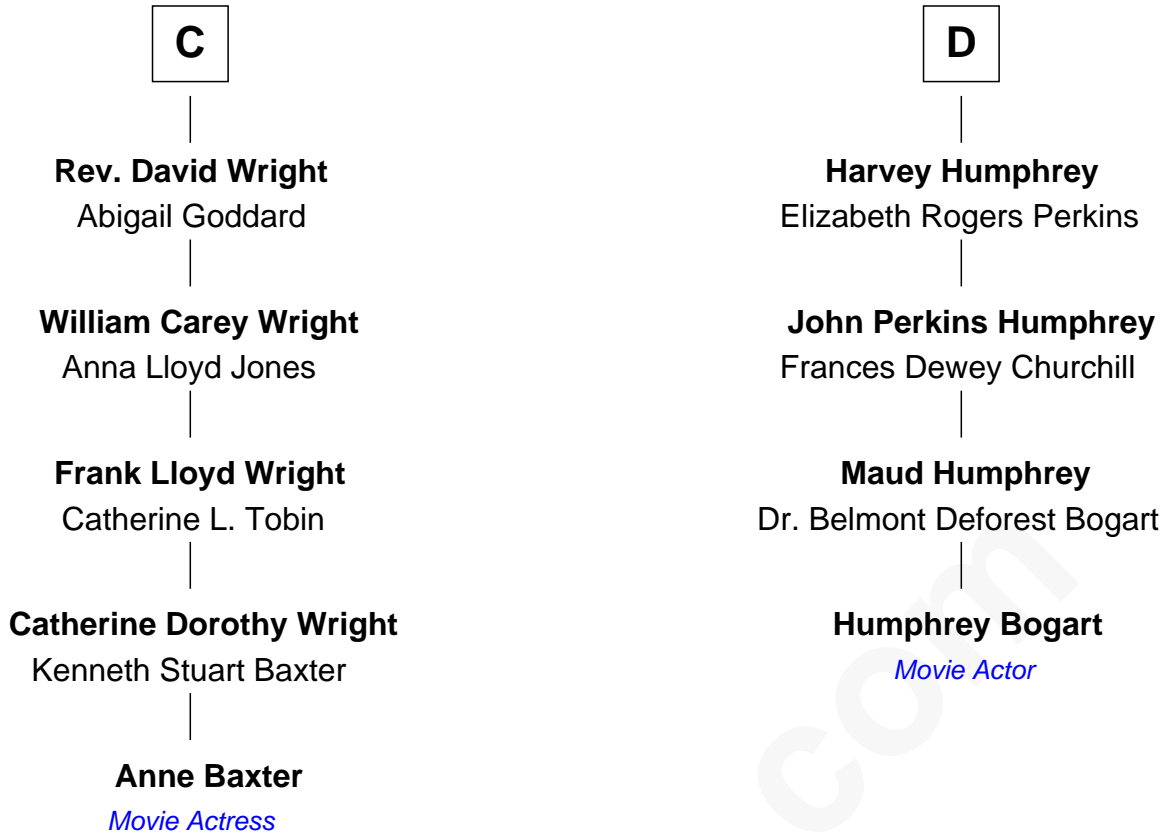 C
Rev. David Wright
Abigail Goddard
William Carey Wright
Anna Lloyd Jones
Frank Lloyd Wright
Catherine L. Tobin
Catherine Dorothy Wright
Kenneth Stuart Baxter
Anne Baxter
Movie Actress
D
Harvey Humphrey
Elizabeth Rogers Perkins
John Perkins Humphrey
Frances Dewey Churchill
Maud Humphrey
Dr. Belmont Deforest Bogart
Humphrey Bogart
Movie Actor
com